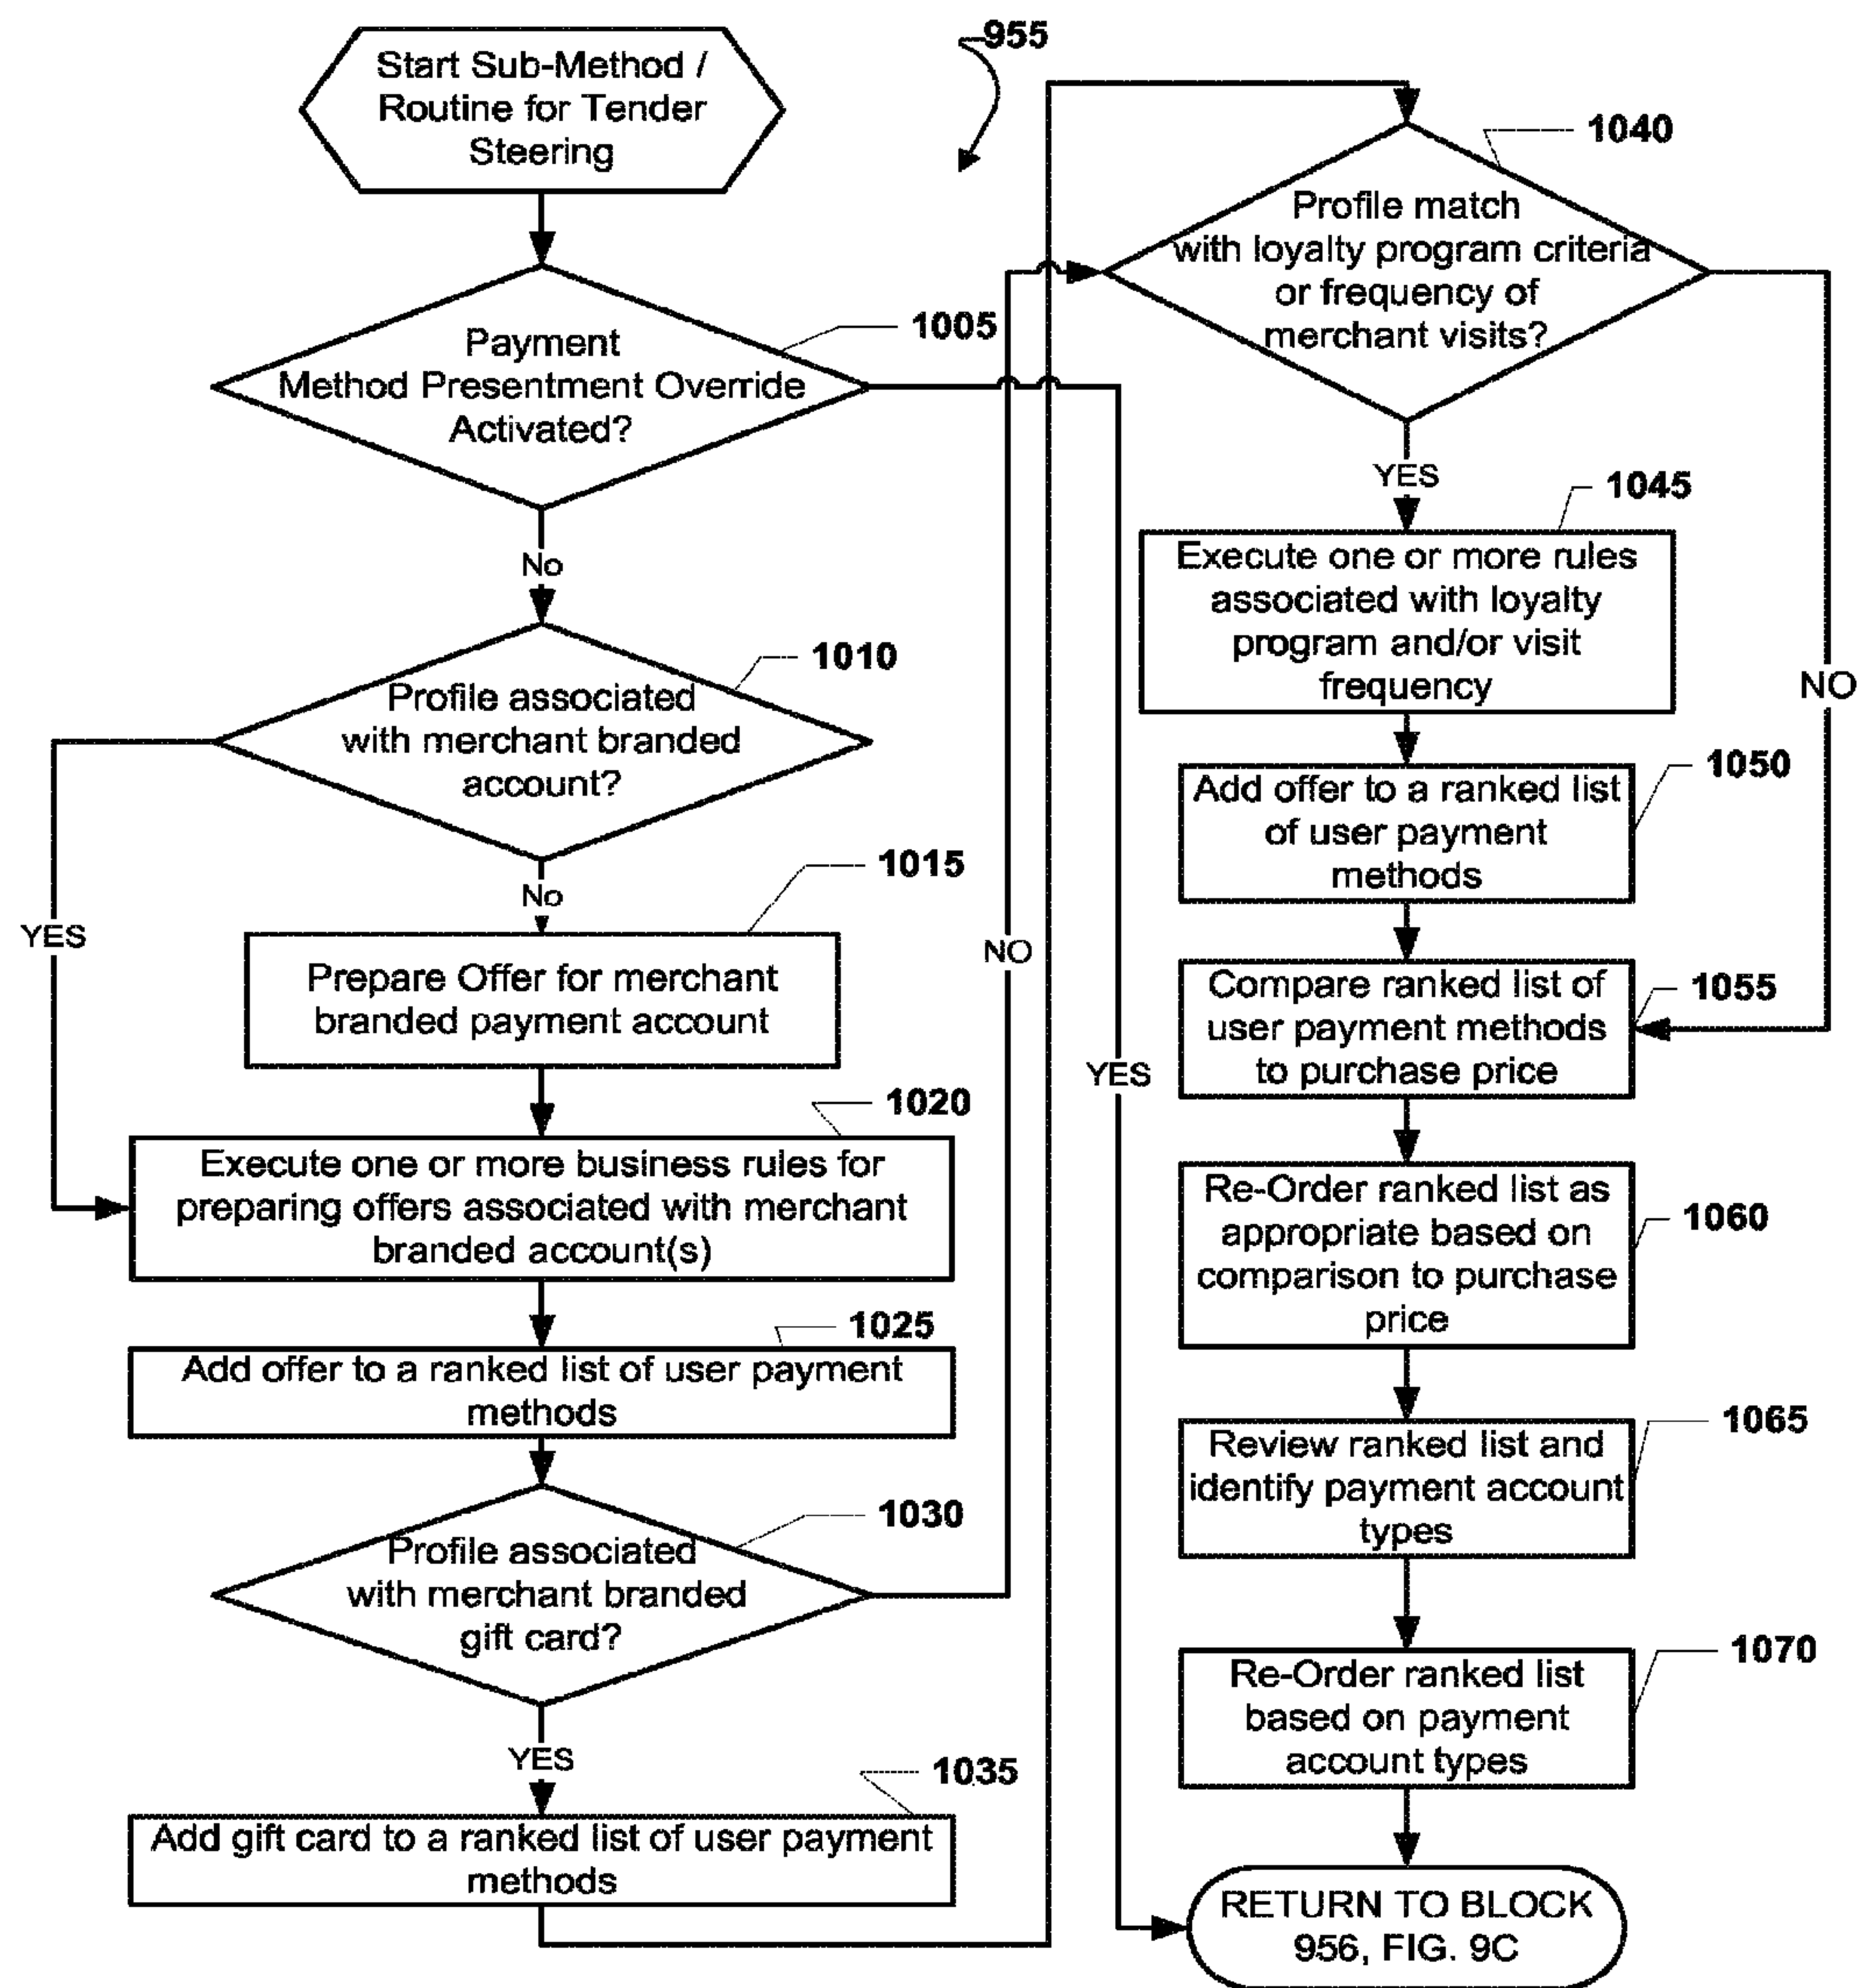 Start Sub-Method /
Routine for Tender
Steering
955
Payment
Method Presentment Override
Activated?
1005
No
YES
Profile associated
with merchant branded
account?
1010
YES
No
Prepare Offer for merchant
branded payment account
1015
Execute one or more business rules for
preparing offers associated with merchant
branded account(s)
1020
Add offer to a ranked list of user payment
methods
1025
Profile associated
with merchant branded
gift card?
1030
NO
YES
Add gift card to a ranked list of user payment
methods
1035
Profile match
with loyalty program criteria
or frequency of
merchant visits?
1040
YES
NO
Execute one or more rules
associated with loyalty
program and/or visit
frequency
1045
Add offer to a ranked list
of user payment
methods
1050
Compare ranked list of
user payment methods
to purchase price
1055
Re-Order ranked list as
appropriate based on
comparison to purchase
price
1060
Review ranked list and
identify payment account
types
1065
Re-Order ranked list
based on payment
account types
1070
RETURN TO BLOCK
956, FIG. 9C